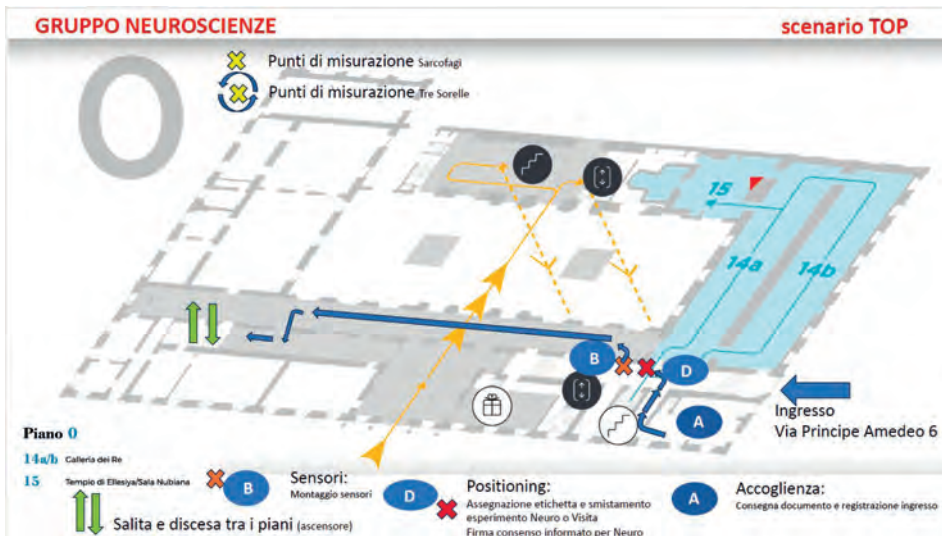 GRUPPO NEUROSCIENZE
scenario TOP
Punti di misurazione Sarcofagi
Punti di misurazione Tre Sorelle
15
14a
14b
B
D
A
Ingresso
Via Principe Amedeo 6
Piano 0
14a/b Galleria dei Re
15 Tempio di Ellesiya/Sala Nubiana
Salita e discesa tra i piani (ascensore)
B
Sensori:
Montaggio sensori
D
Positioning:
Assegnazione etichetta e smistamento
esperimento Neuro o Visita
Firma consenso informato per Neuro
A
Accoglienza:
Consegna documento e registrazione ingresso